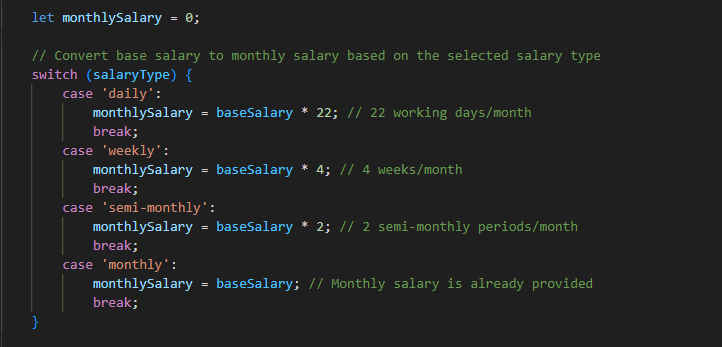 let monthlySalary = 0;
// Convert base salary to monthly salary based on the selected salary type
switch (salaryType) {
case 'daily':
monthlySalary = baseSalary * 22; // 22 working days/month
break;
case 'weekly':
monthlySalary = baseSalary * 4; // 4 weeks/month
break;
case 'semi-monthly':
monthlySalary = baseSalary * 2; // 2 semi-monthly periods/month
break;
case 'monthly':
monthlySalary = baseSalary; // Monthly salary is already provided
break;
}